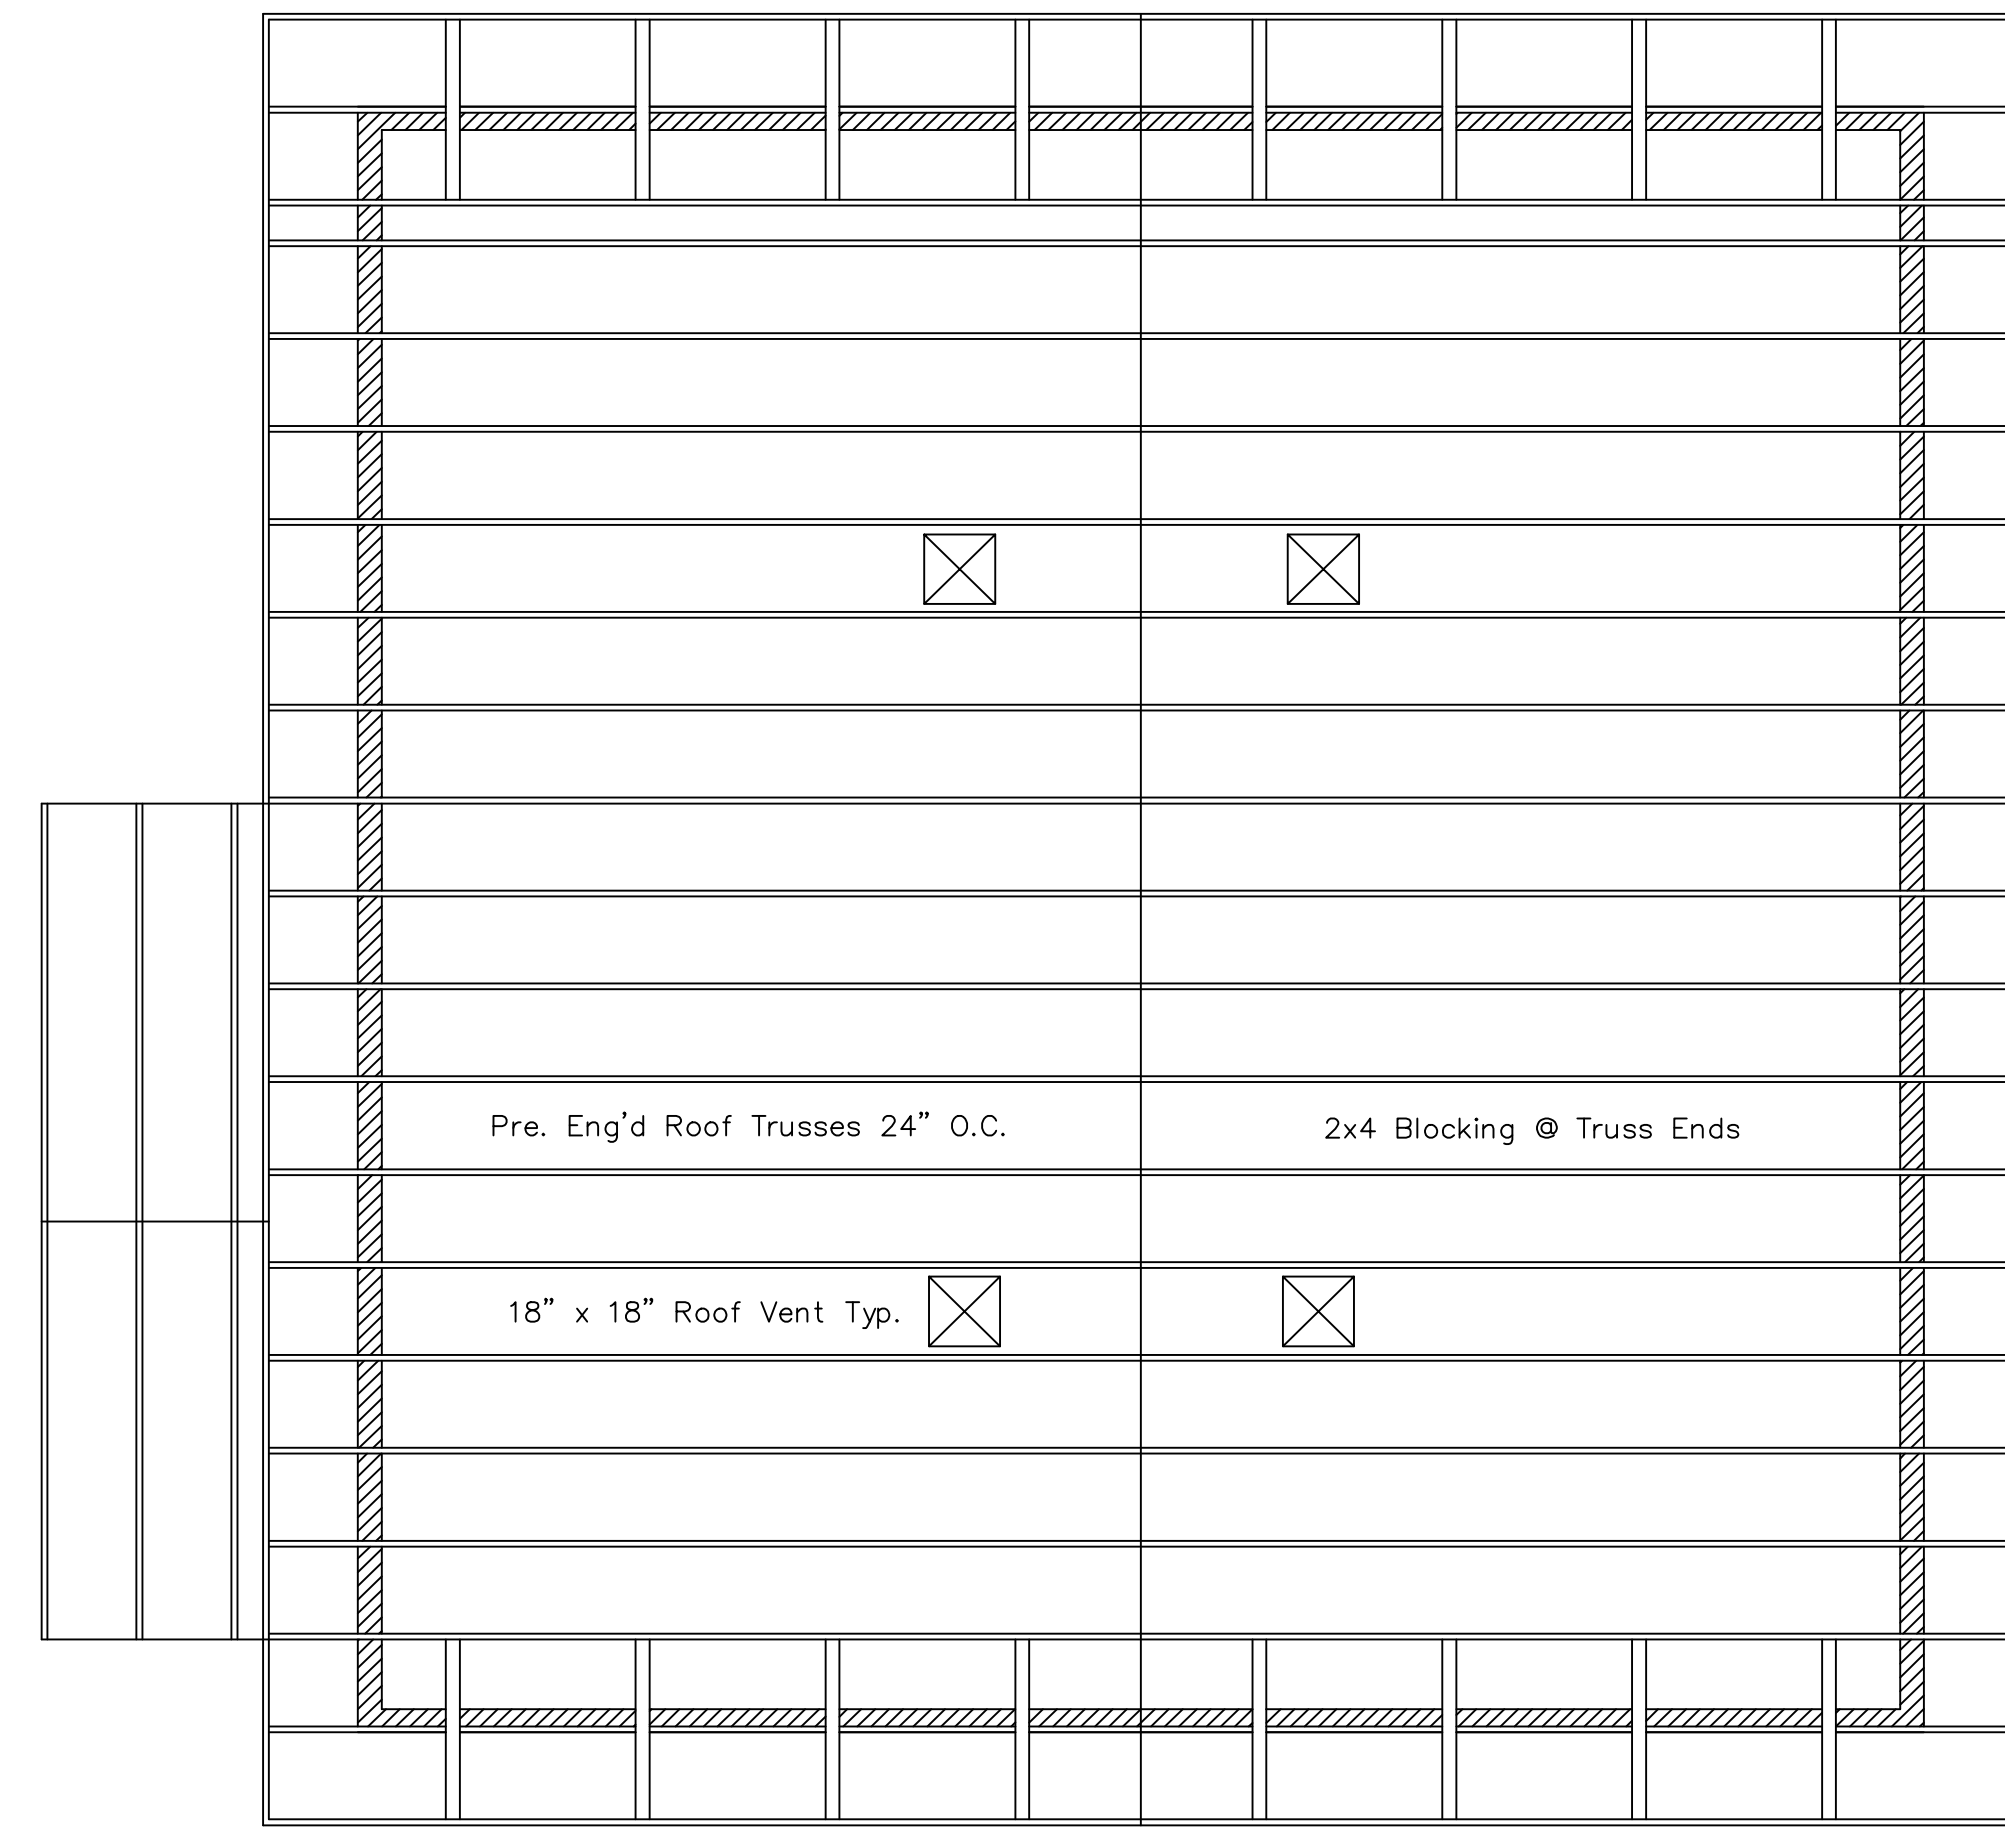 Pre. Eng'd Roof Trusses 24" O.C.
2x4 Blocking @ Truss Ends
18" x 18" Roof Vent Typ.